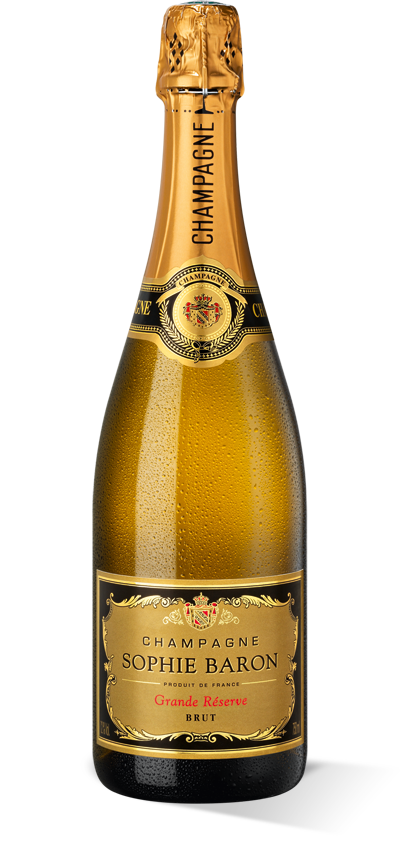 CHAMPAGNE
CHAMPAGNE
CHAMPAGNE
SOPHIE BARON
PRODUIT DE FRANCE
Grande Réserve
BRUT